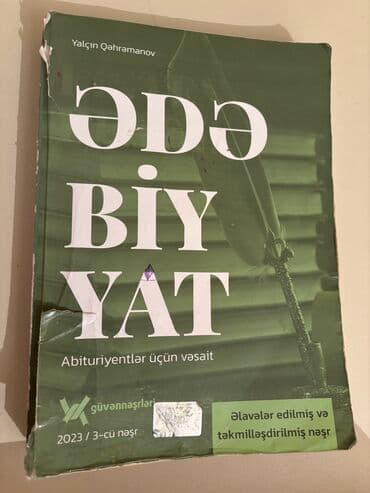 Yalçın Qəhrəmanov
ƏDƏ
BİY
YAT
Abituriyentlər üçün vəsait
güvənnəşrləri
2023 / 3-cü nəşr
Əlavələr edilmiş və
təkmilləşdirilmiş nəşr